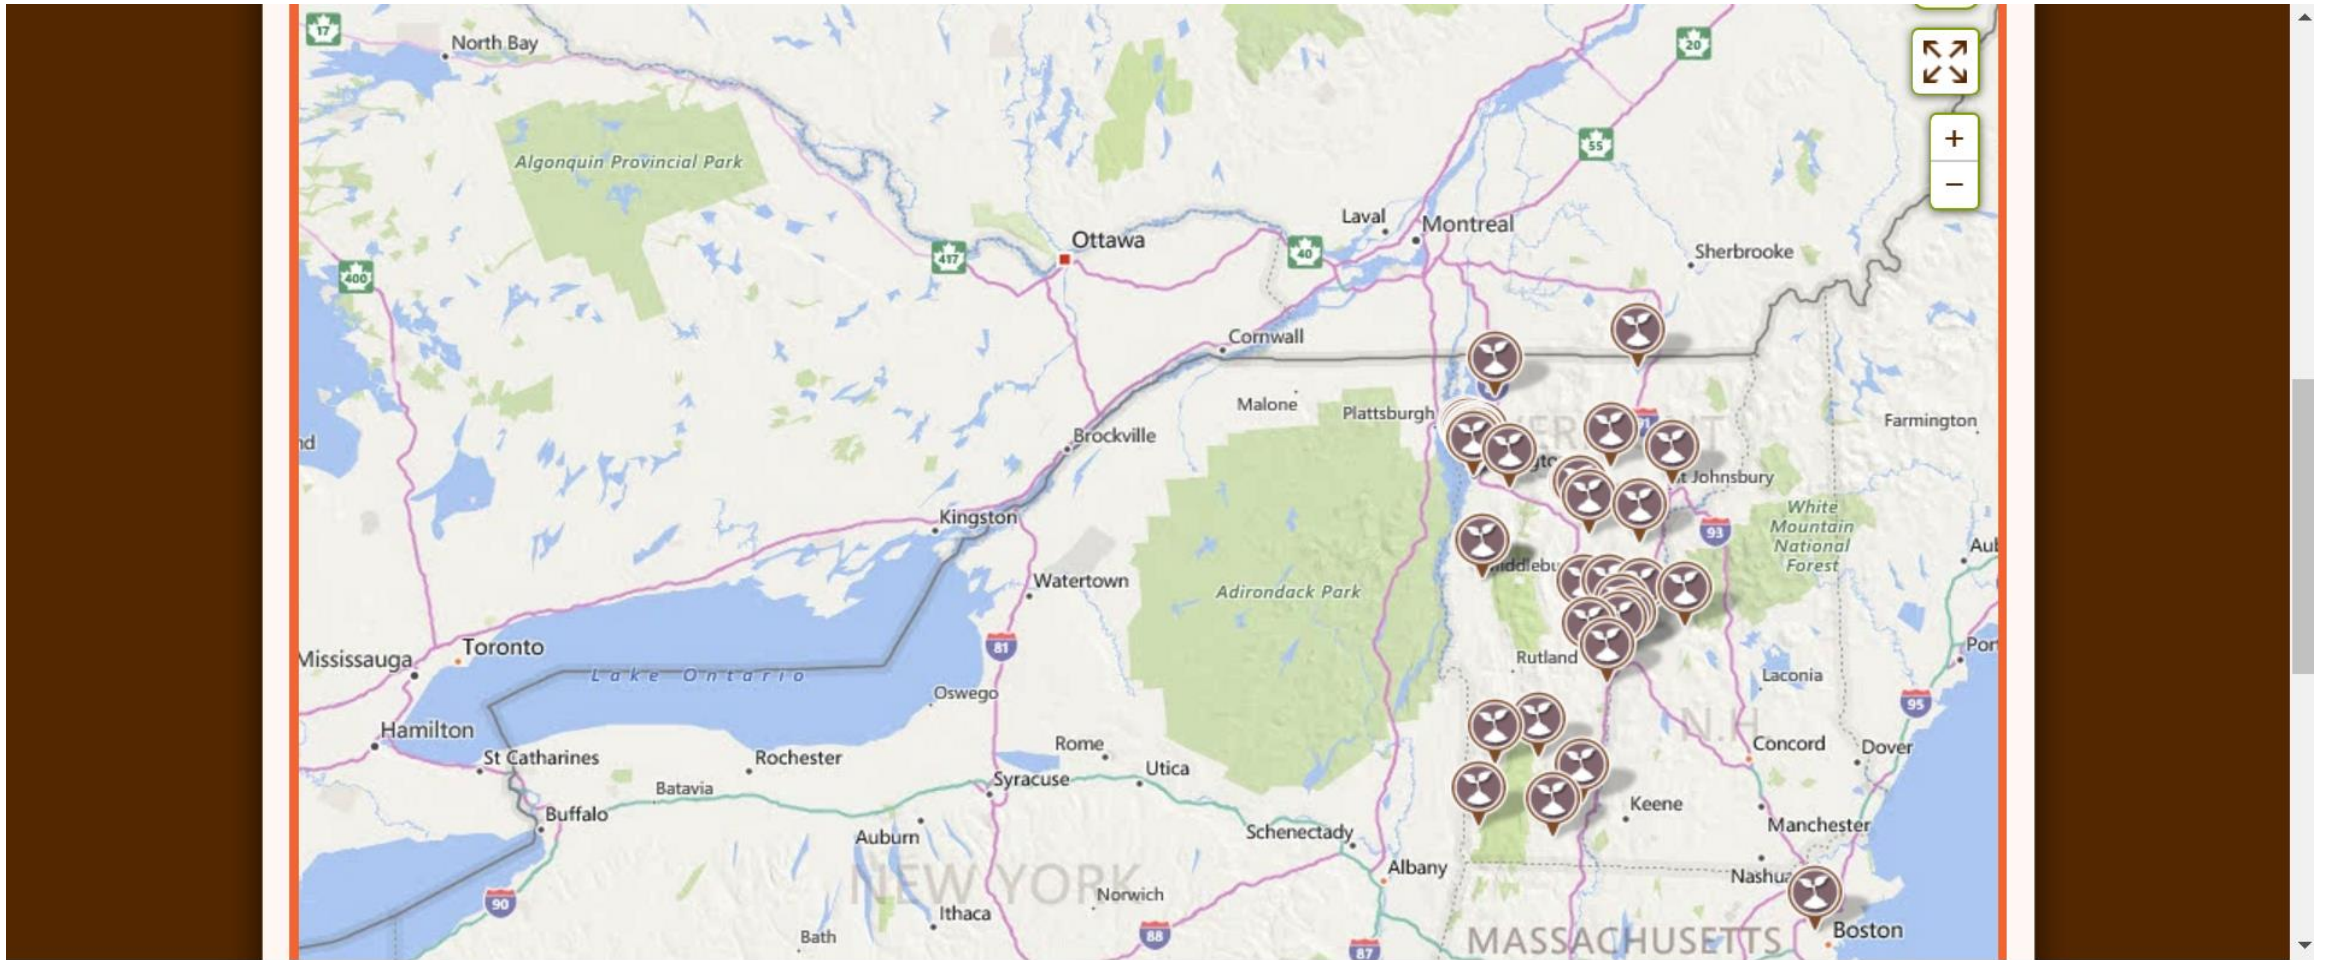 17
North Bay
20
Algonquin Provincial Park
55
+
−
Laval
Montreal
Ottawa
417
40
Sherbrooke
400
Cornwall
Malone
Plattsburgh
Farmington
Brockville
St Johnsbury
White
Mountain
National
Forest
Kingston
93
Watertown
Adirondack Park
81
Toronto
Mississauga
Rutland
Lake Ontario
Laconia
Oswego
95
Hamilton
N.H
St Catharines
Rochester
Rome
Concord
Dover
Syracuse
Utica
Batavia
Keene
Buffalo
Auburn
Schenectady
Manchester
Albany
Nashua
NEW YORK
90
Norwich
Ithaca
Bath
88
87
MASSACHUSETTS
Boston